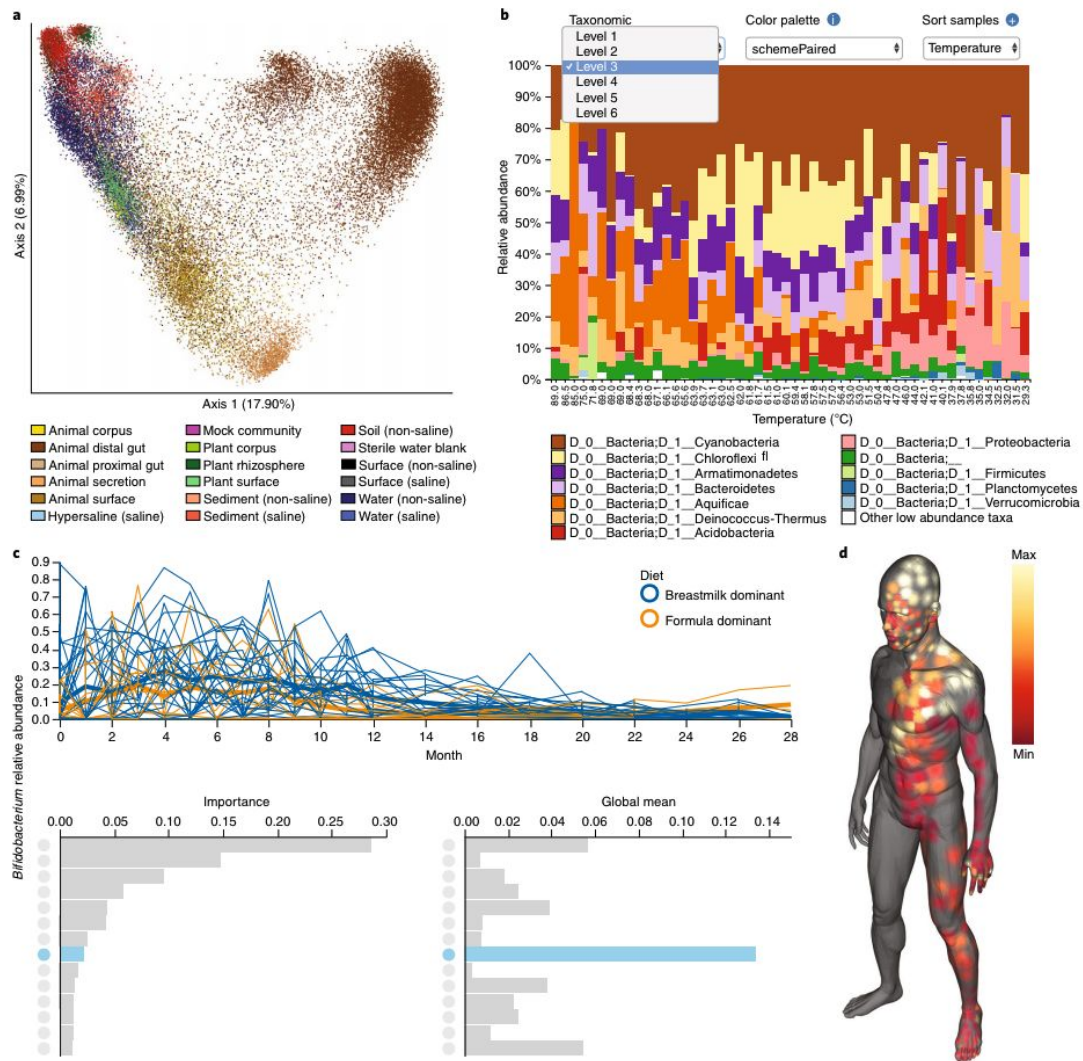 a
Axis 2 (6.99%)
Axis 1 (17.90%)
Animal corpus
Animal distal gut
Animal proximal gut
Animal secretion
Animal surface
Hypersaline (saline)
Mock community
Plant corpus
Plant rhizosphere
Plant surface
Sediment (non-saline)
Sediment (saline)
Soil (non-saline)
Sterile water blank
Surface (non-saline)
Surface (saline)
Water (non-saline)
Water (saline)
b
Taxonomic
Level 1
Level 2
✓ Level 3
Level 4
Level 5
Level 6
Color palette i
schemePaired
Sort samples +
Temperature
Relative abundance
100%
90%
80%
70%
60%
50%
40%
30%
20%
10%
0%
Temperature (°C)
D_0__Bacteria;D_1__Cyanobacteria
D_0__Bacteria;D_1__Chloroflexi fl
D_0__Bacteria;D_1__Armatimonadetes
D_0__Bacteria;D_1__Bacteroidetes
D_0__Bacteria;D_1__Aquificae
D_0__Bacteria;D_1__Deinococcus-Thermus
D_0__Bacteria;D_1__Acidobacteria
D_0__Bacteria;D_1__Proteobacteria
D_0__Bacteria;__
D_0__Bacteria;D_1__Firmicutes
D_0__Bacteria;D_1__Planctomycetes
D_0__Bacteria;D_1__Verrucomicrobia
Other low abundance taxa
c
Bifidobacterium relative abundance
0.9
0.8
0.7
0.6
0.5
0.4
0.3
0.2
0.1
0.0
0 2 4 6 8 10 12 14 16 18 20 22 24 26 28
Month
Diet
Breastmilk dominant
Formula dominant
Importance
0.00 0.05 0.10 0.15 0.20 0.25 0.30
Global mean
0.00 0.02 0.04 0.06 0.08 0.10 0.12 0.14
d
Max
Min